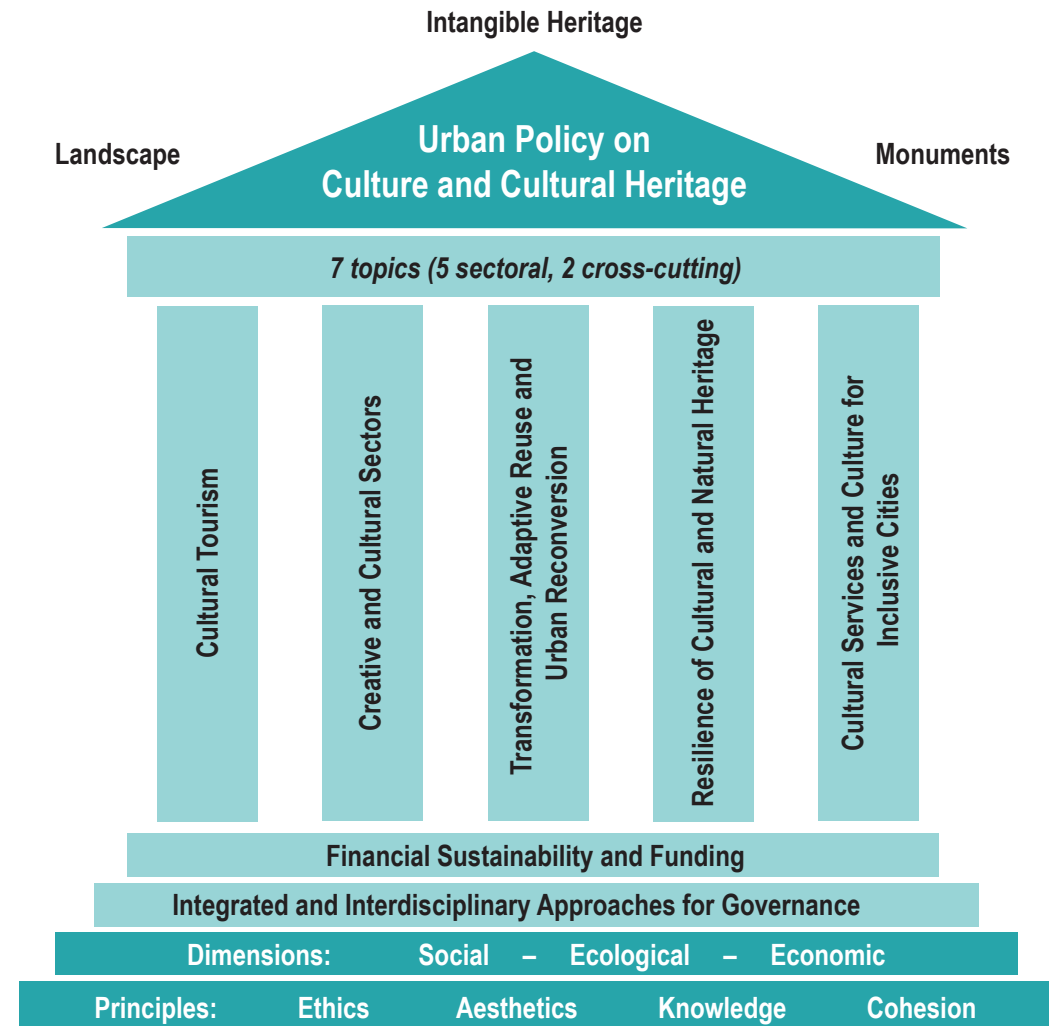 Intangible Heritage
Landscape
Urban Policy on
Culture and Cultural Heritage
Monuments
7 topics (5 sectoral, 2 cross-cutting)
Cultural Tourism
Creative and Cultural Sectors
Transformation, Adaptive Reuse and
Urban Reconversion
Resilience of Cultural and Natural Heritage
Cultural Services and Culture for
Inclusive Cities
Financial Sustainability and Funding
Integrated and Interdisciplinary Approaches for Governance
Dimensions: Social – Ecological – Economic
Principles: Ethics Aesthetics Knowledge Cohesion